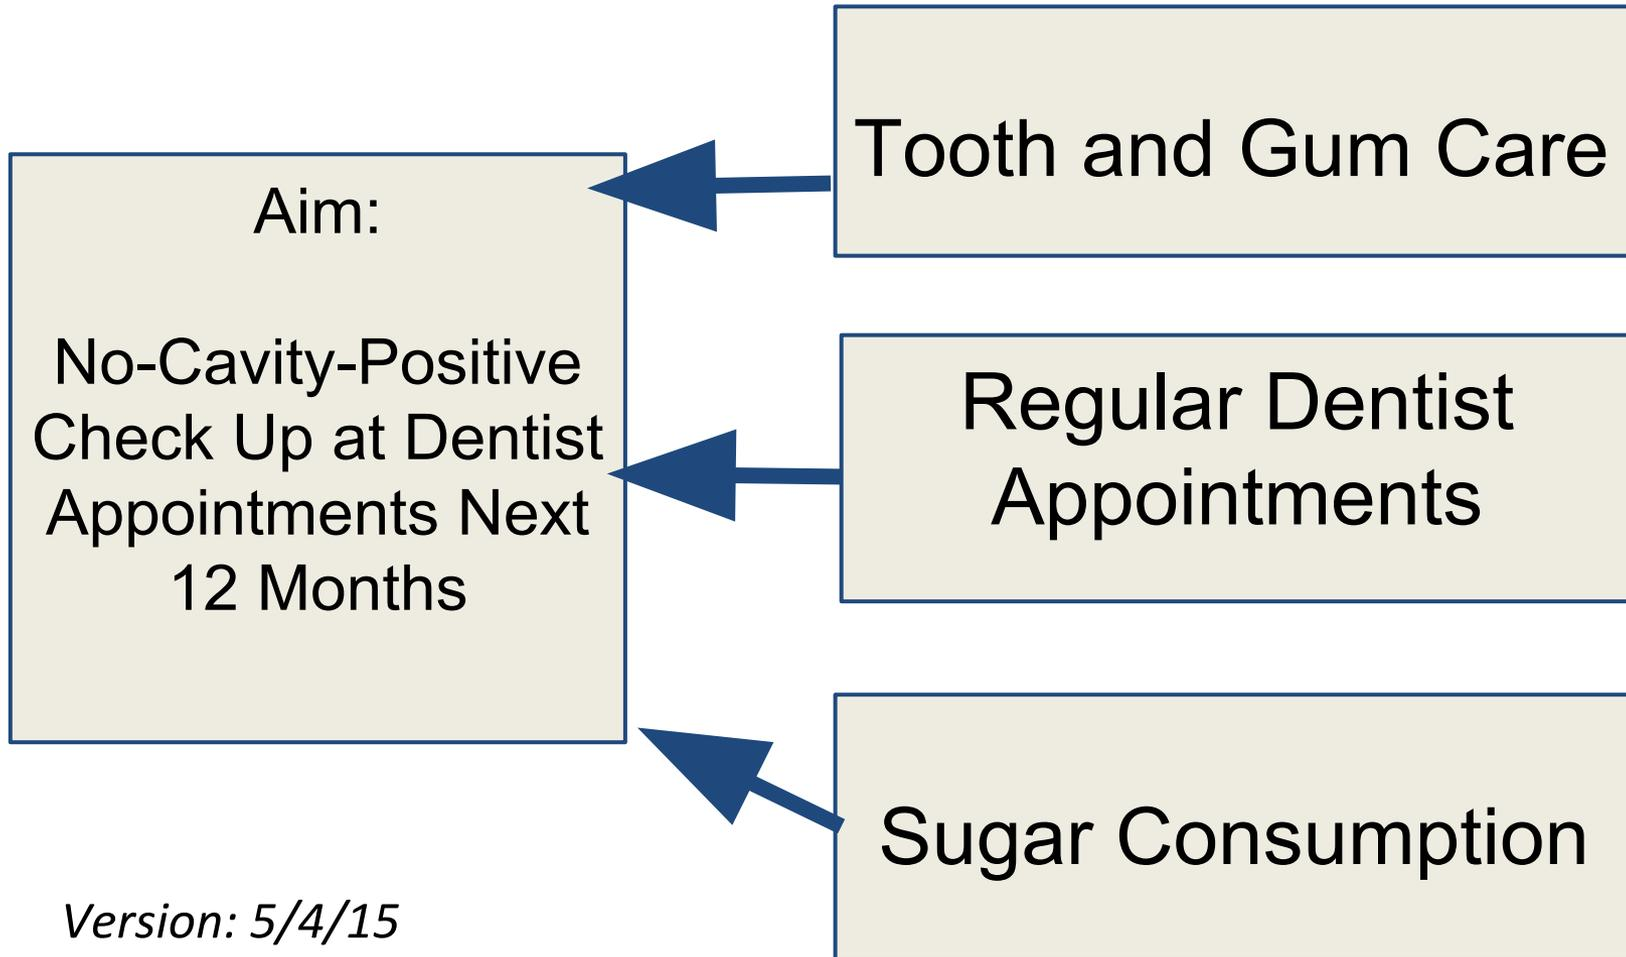 Aim:
No-Cavity-Positive
Check Up at Dentist
Appointments Next
12 Months
Tooth and Gum Care
Regular Dentist
Appointments
Sugar Consumption
Version: 5/4/15